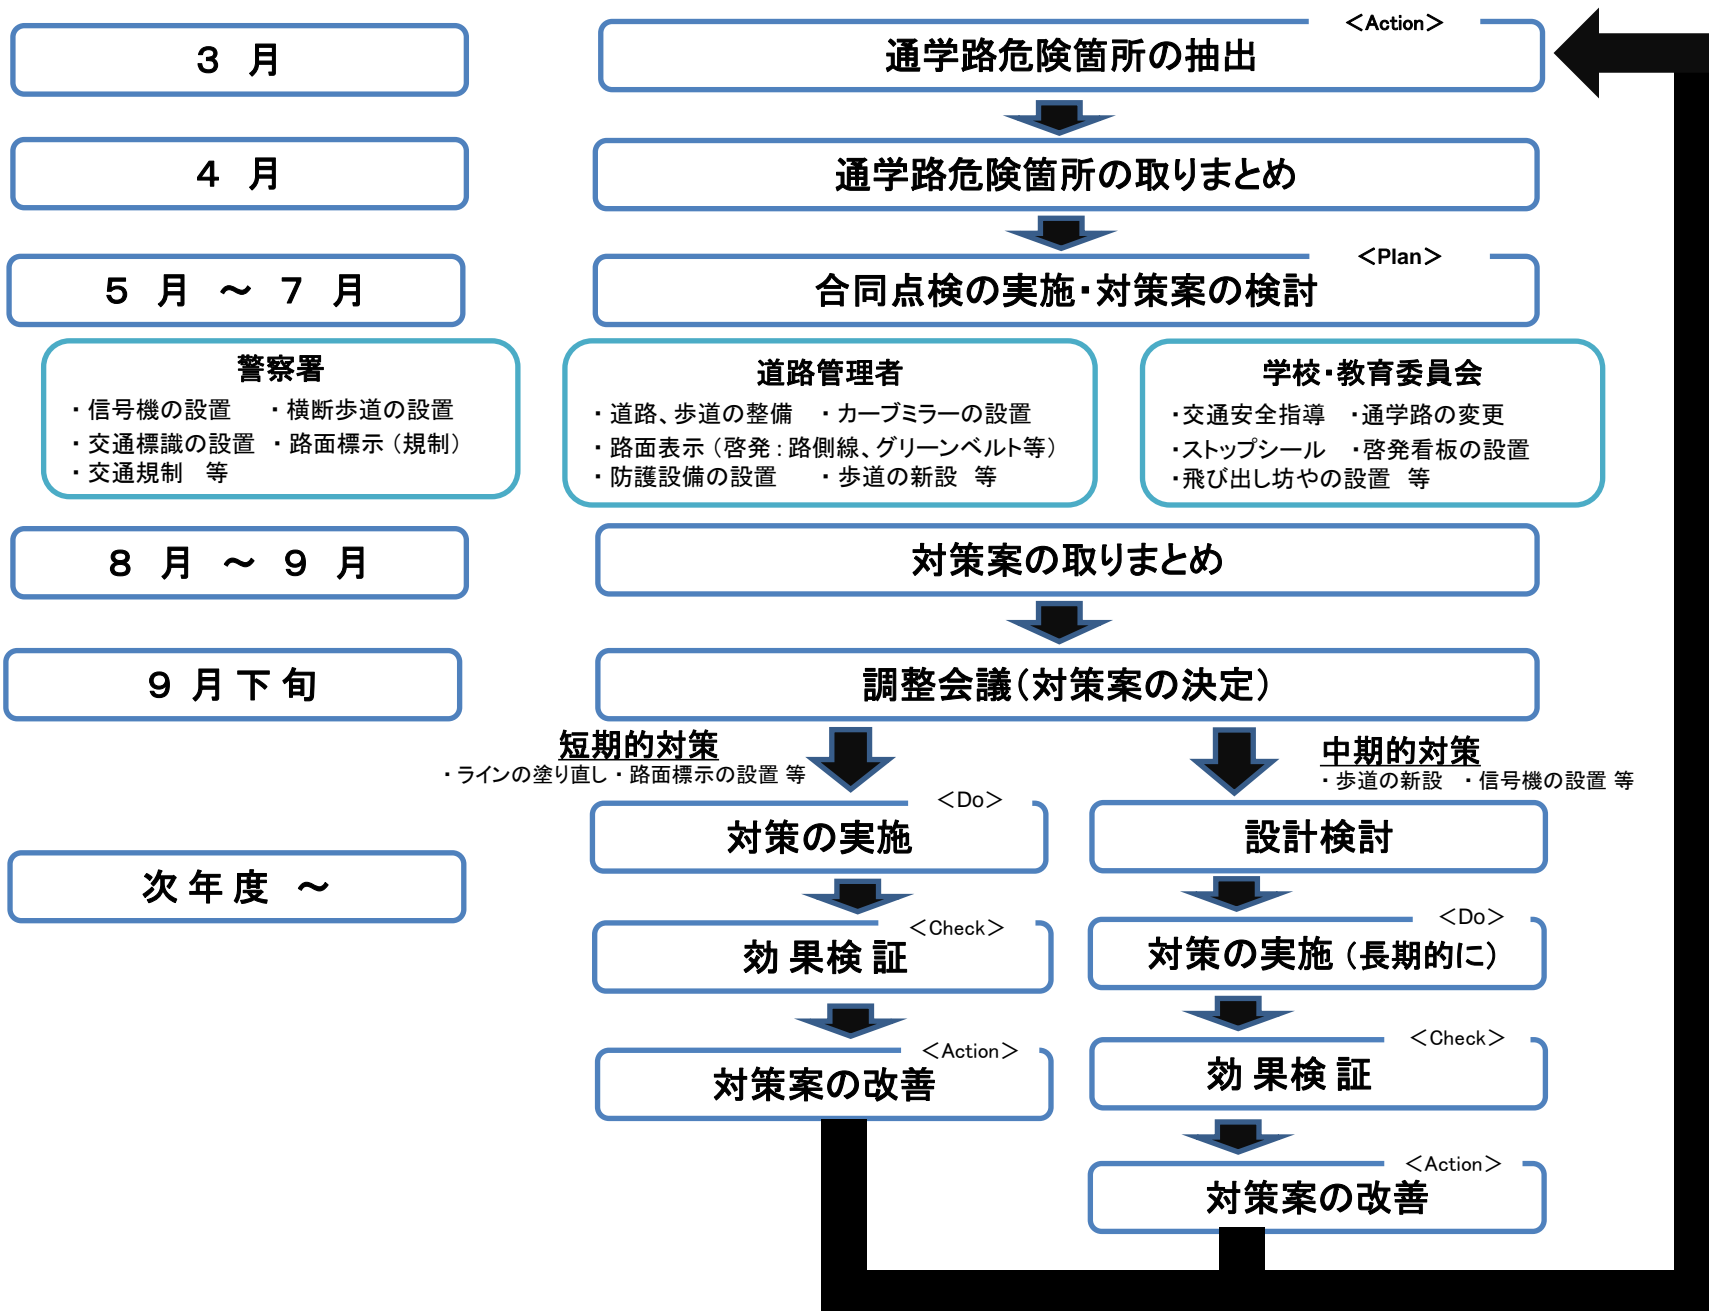 ３ 月
＜Action＞
通学路危険箇所の抽出
４ 月
通学路危険箇所の取りまとめ
５ 月 ～ ７ 月
＜Plan＞
合同点検の実施・対策案の検討
警察署
・信号機の設置 ・横断歩道の設置
・交通標識の設置 ・路面標示（規制）
・交通規制 等
道路管理者
・道路、歩道の整備 ・カーブミラーの設置
・路面表示（啓発：路側線、グリーンベルト等）
・防護設備の設置 ・歩道の新設 等
学校・教育委員会
・交通安全指導 ・通学路の変更
・ストップシール ・啓発看板の設置
・飛び出し坊やの設置 等
８ 月 ～ ９ 月
対策案の取りまとめ
９ 月 下 旬
調整会議（対策案の決定）
短期的対策
・ラインの塗り直し・路面標示の設置 等
中期的対策
・歩道の新設 ・信号機の設置 等
次 年 度 ～
＜Do＞
対策の実施
＜Check＞
効 果 検 証
＜Action＞
対策案の改善
設計検討
＜Do＞
対策の実施（長期的に）
＜Check＞
効 果 検 証
＜Action＞
対策案の改善